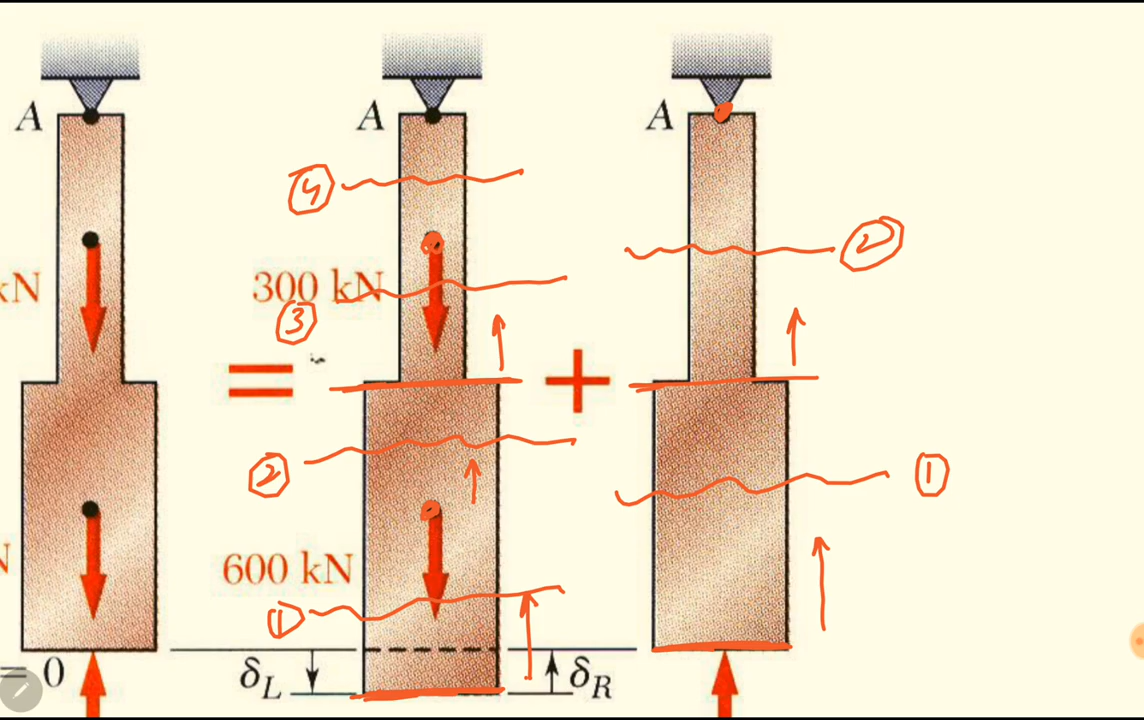 A A A
④
②
kN 300 kN
③
= +
②
①
N 600 kN
①
= 0 δL δR